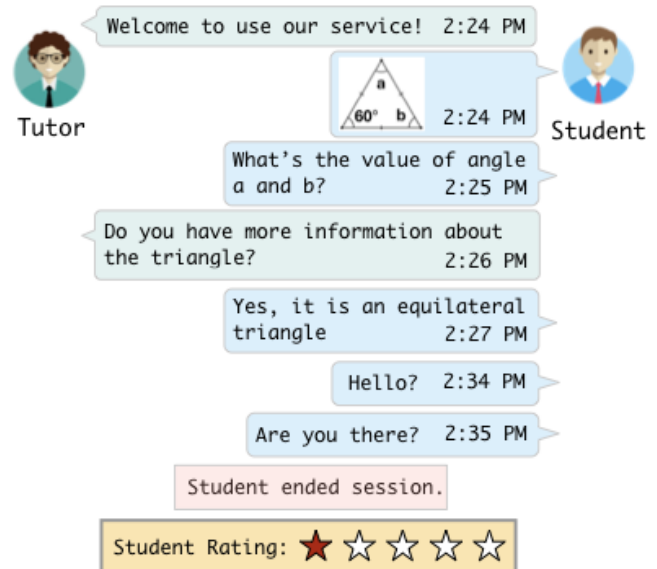 Welcome to use our service! 2:24 PM
a
60° b
2:24 PM
Tutor
Student
What's the value of angle
a and b? 2:25 PM
Do you have more information about
the triangle? 2:26 PM
Yes, it is an equilateral
triangle 2:27 PM
Hello? 2:34 PM
Are you there? 2:35 PM
Student ended session.
Student Rating: